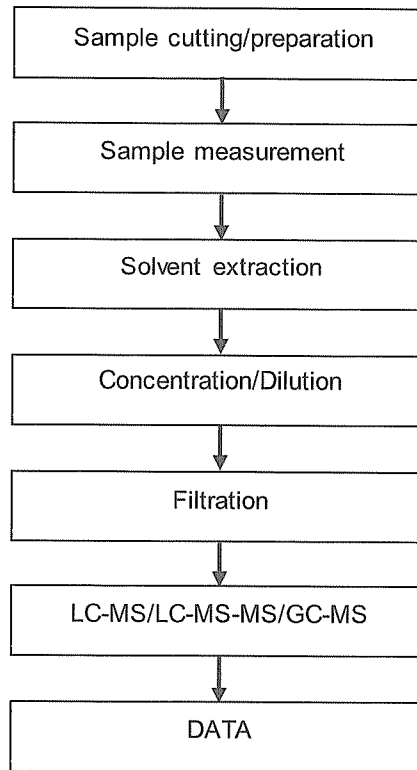 Sample cutting/preparation
Sample measurement
Solvent extraction
Concentration/Dilution
Filtration
LC-MS/LC-MS-MS/GC-MS
DATA